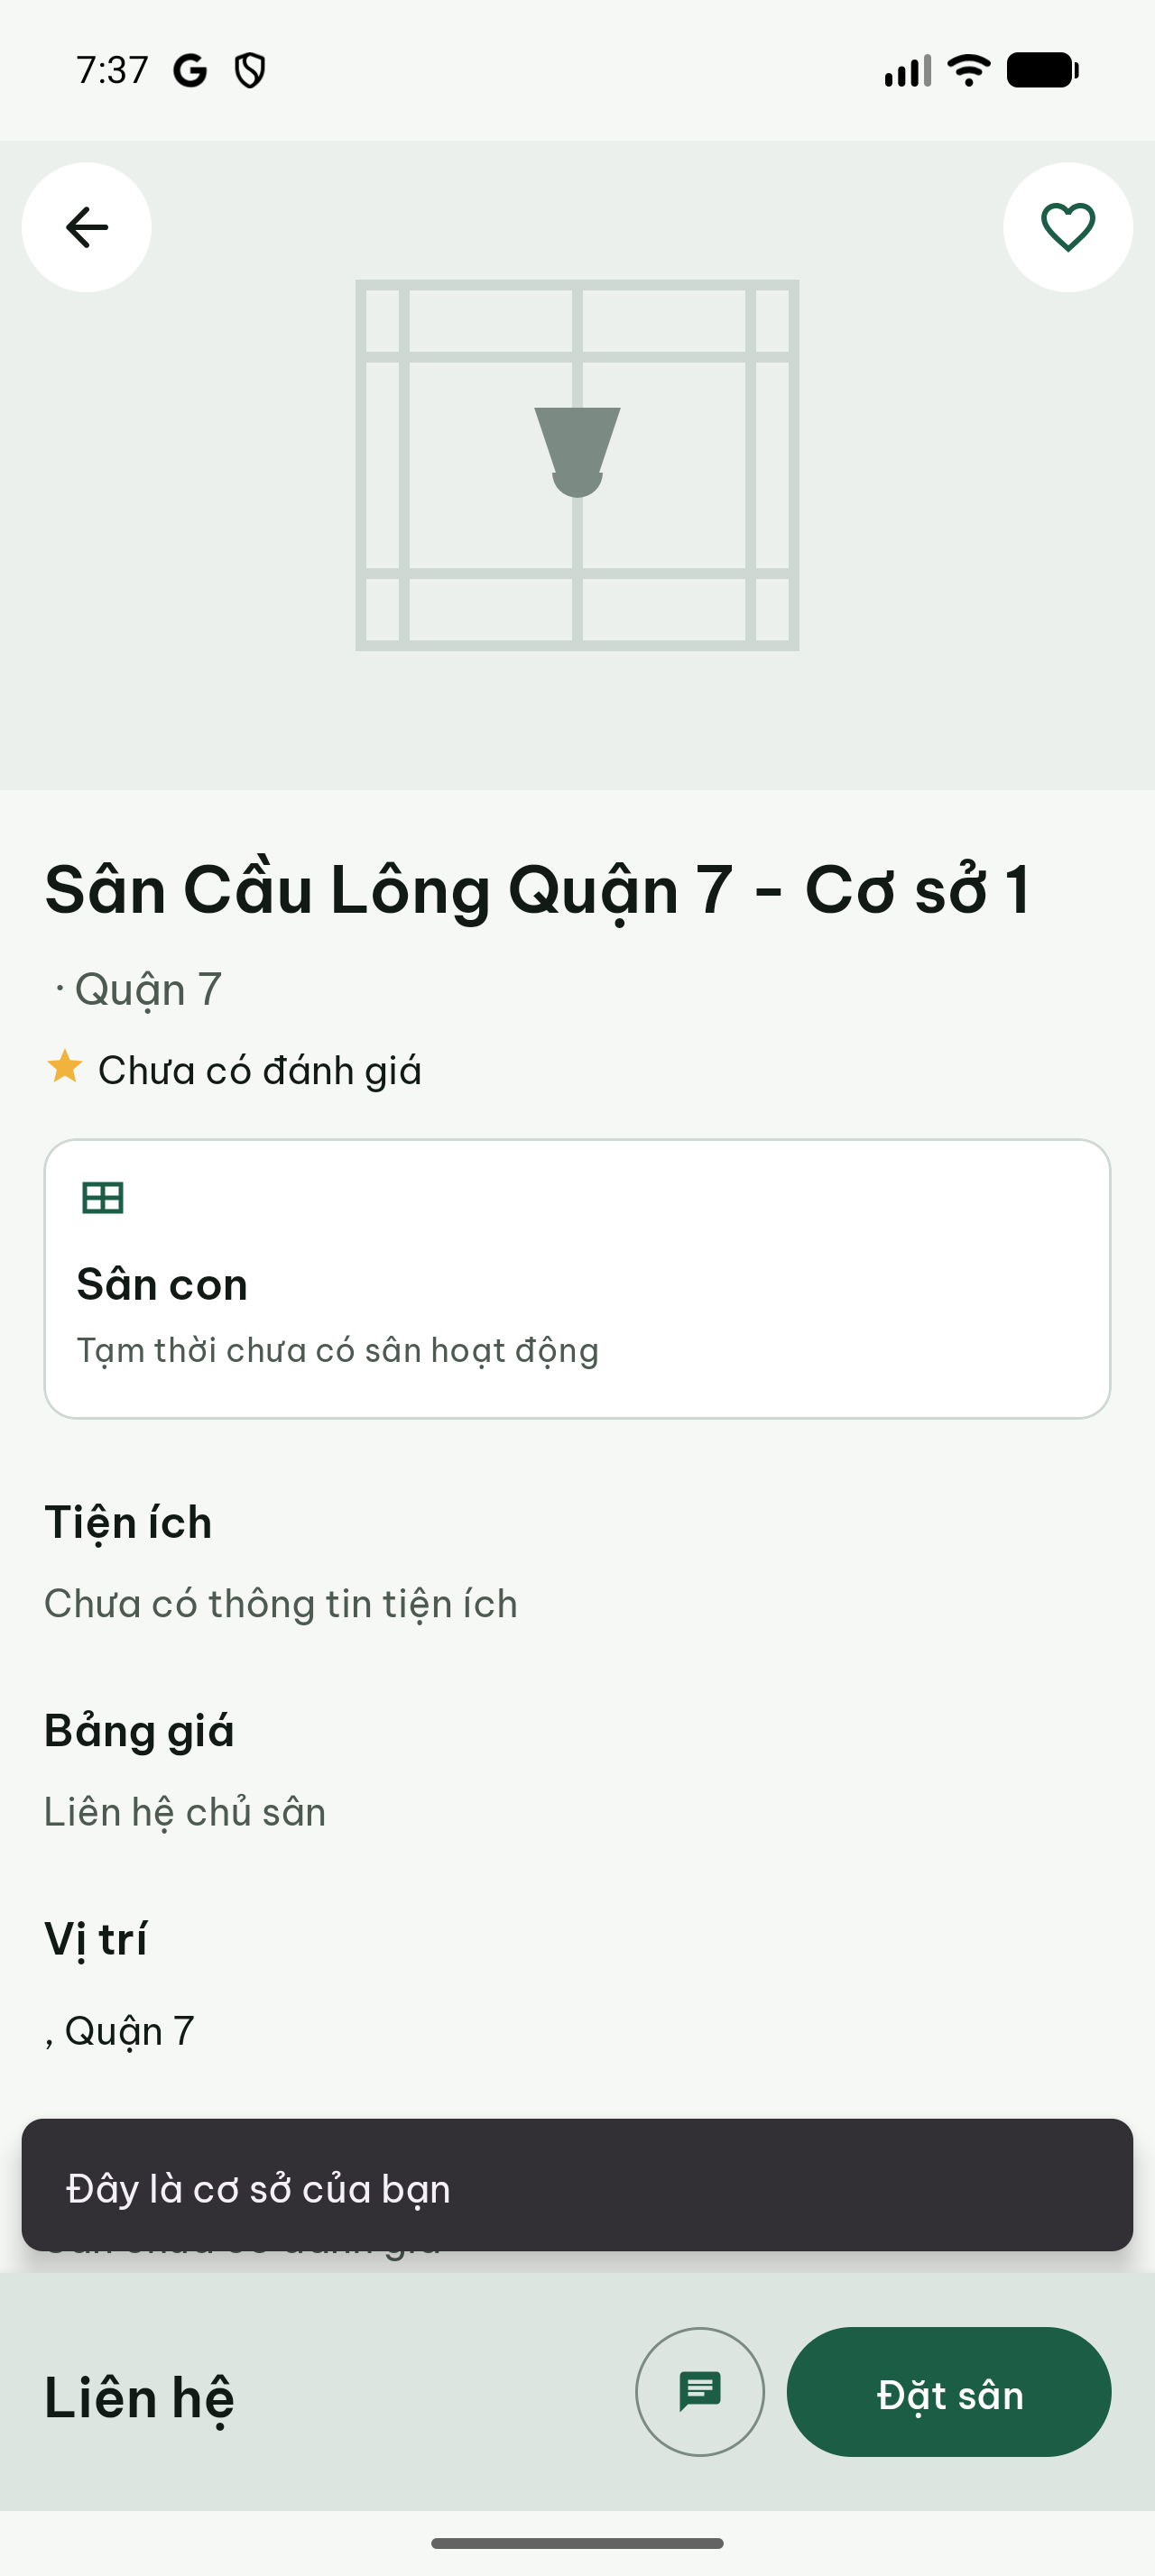 7:37
Sân Cầu Lông Quận 7 - Cơ sở 1
· Quận 7
Chưa có đánh giá
Sân con
Tạm thời chưa có sân hoạt động
Tiện ích
Chưa có thông tin tiện ích
Bảng giá
Liên hệ chủ sân
Vị trí
, Quận 7
Đây là cơ sở của bạn
Liên hệ
Đặt sân